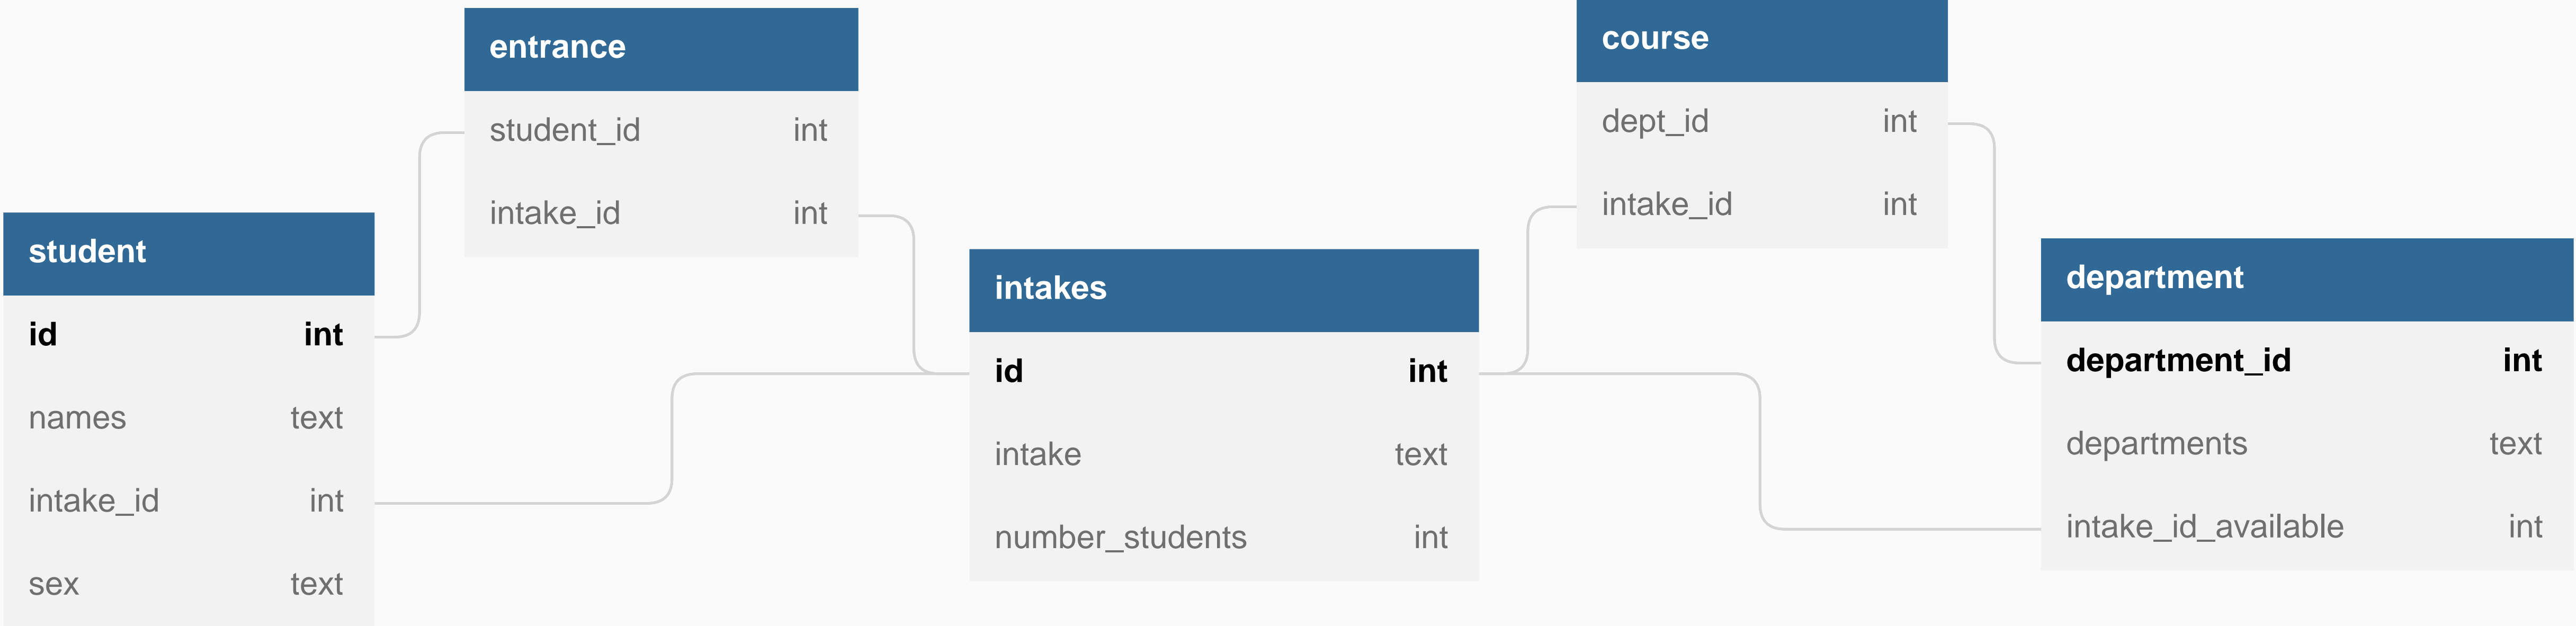 entrance
student_id int
intake_id int
student
id int
names text
intake_id int
sex text
intakes
id int
intake text
number_students int
course
dept_id int
intake_id int
department
department_id int
departments text
intake_id_available int